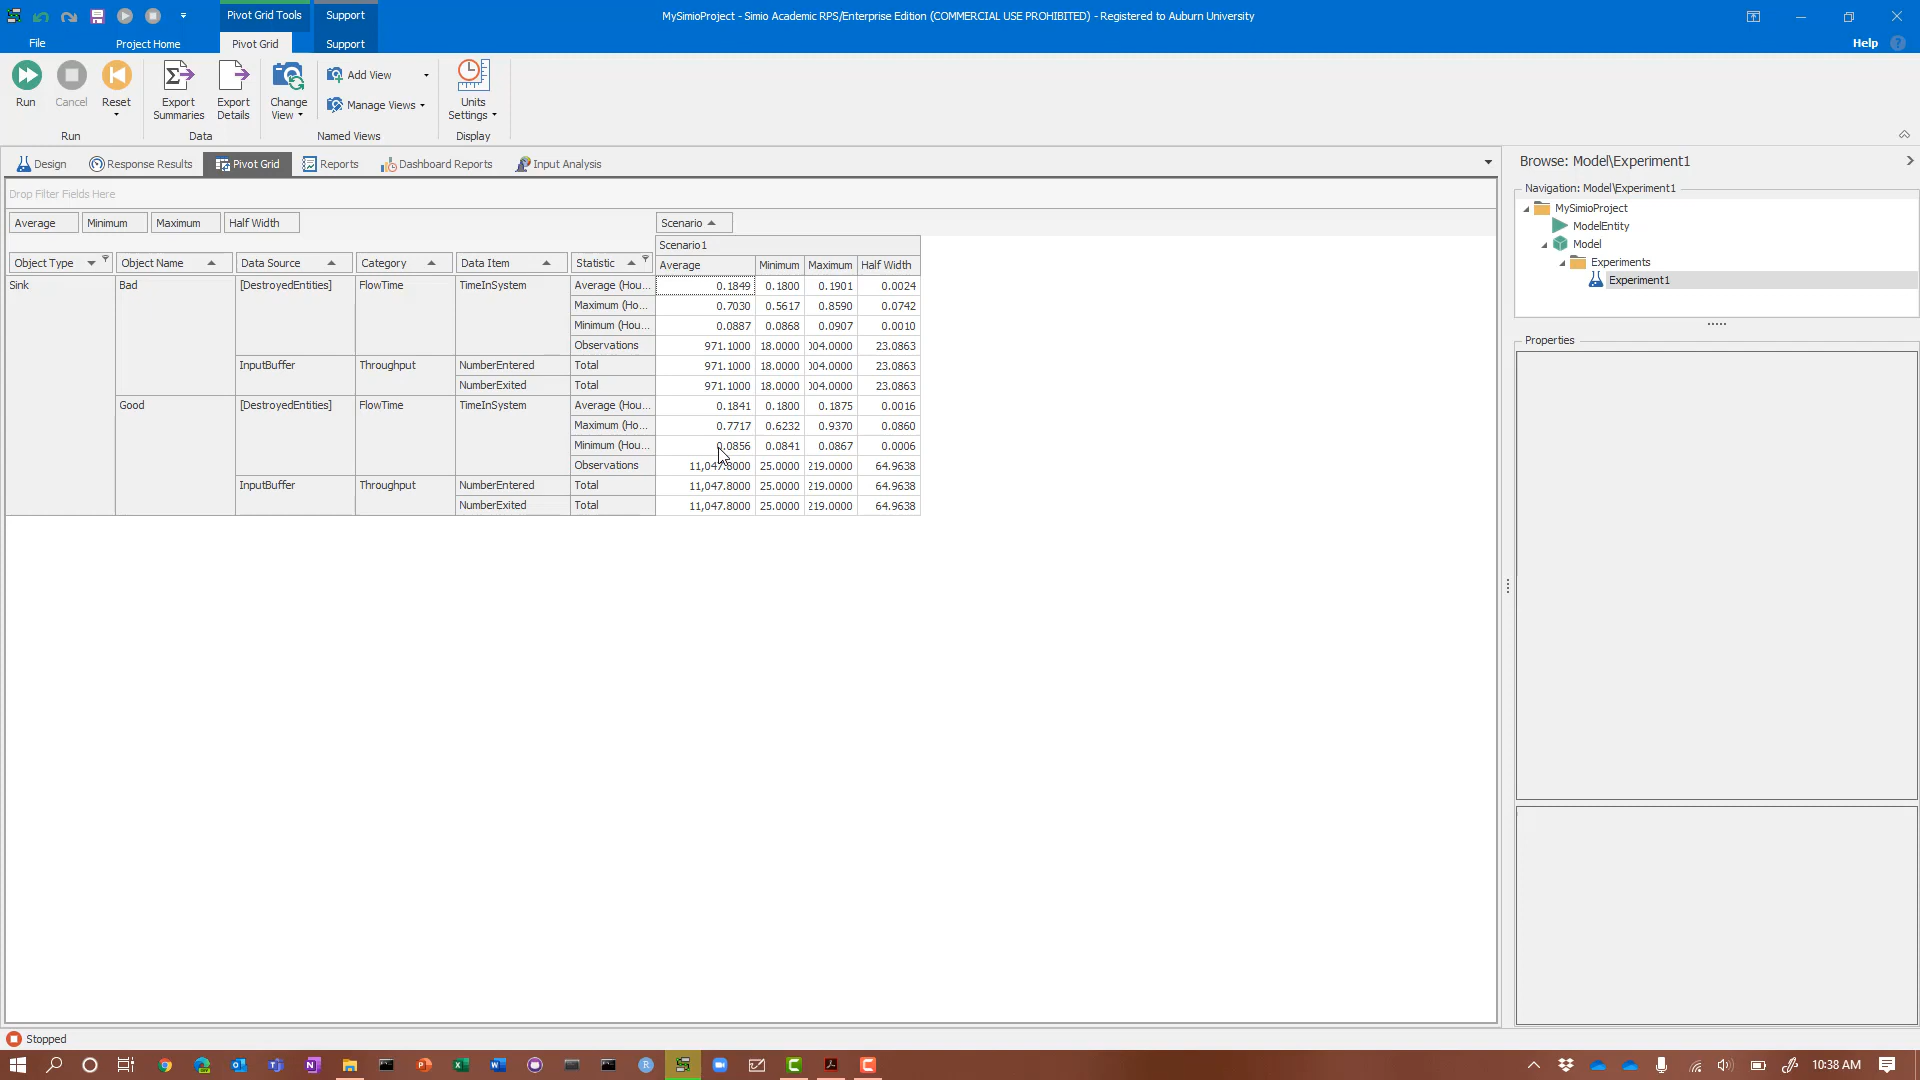 Pivot Grid Tools Support MySimioProject - Simio Academic RPS/Enterprise Edition (COMMERCIAL USE PROHIBITED) - Registered to Auburn University
File Project Home Pivot Grid Support Help
Run Cancel Reset Export Summaries Export Details Change View Add View Manage Views Units Settings
Run Data Named Views Display
Design Response Results Pivot Grid Reports Dashboard Reports Input Analysis
Drop Filter Fields Here
Average Minimum Maximum Half Width Scenario
Scenario1
Object Type Object Name Data Source Category Data Item Statistic Average Minimum Maximum Half Width
Sink Bad [DestroyedEntities] FlowTime TimeInSystem Average (Hou... 0.1849 0.1800 0.1901 0.0024
Maximum (Ho... 0.7030 0.5617 0.8590 0.0742
Minimum (Hou... 0.0887 0.0868 0.0907 0.0010
Observations 971.1000 18.0000 004.0000 23.0863
InputBuffer Throughput NumberEntered Total 971.1000 18.0000 004.0000 23.0863
NumberExited Total 971.1000 18.0000 004.0000 23.0863
Good [DestroyedEntities] FlowTime TimeInSystem Average (Hou... 0.1841 0.1800 0.1875 0.0016
Maximum (Ho... 0.7717 0.6232 0.9370 0.0860
Minimum (Hou... 0.0856 0.0841 0.0867 0.0006
Observations 11,047.8000 25.0000 219.0000 64.9638
InputBuffer Throughput NumberEntered Total 11,047.8000 25.0000 219.0000 64.9638
NumberExited Total 11,047.8000 25.0000 219.0000 64.9638
Browse: Model\Experiment1
Navigation: Model\Experiment1
MySimioProject
ModelEntity
Model
Experiments
Experiment1
Properties
Stopped
10:38 AM